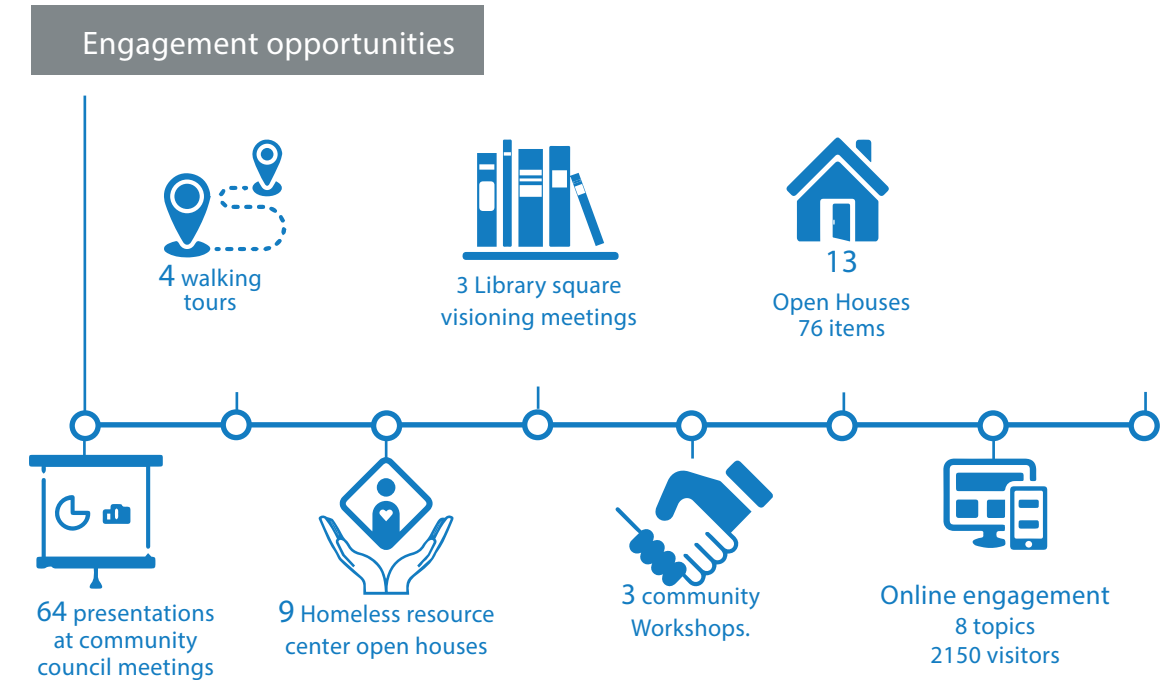 Engagement opportunities
4 walking
tours
3 Library square
visioning meetings
13
Open Houses
76 items
64 presentations
at community
council meetings
9 Homeless resource
center open houses
3 community
Workshops.
Online engagement
8 topics
2150 visitors